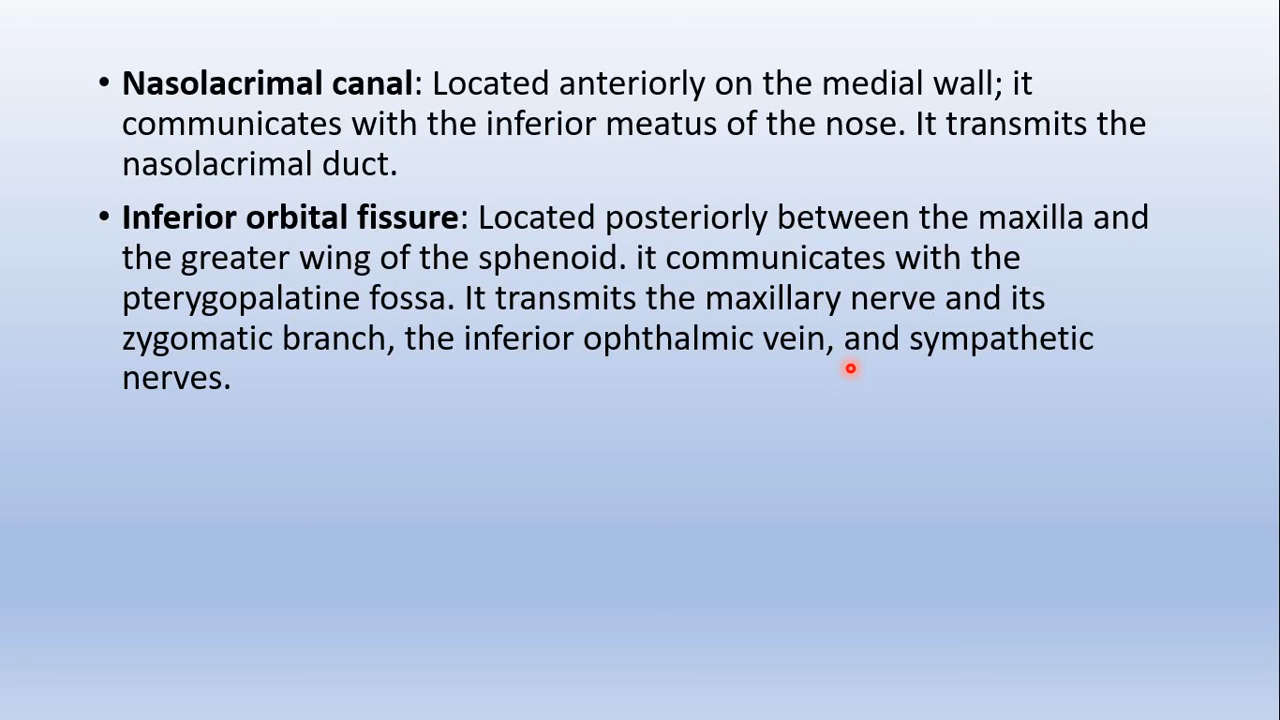 • Nasolacrimal canal: Located anteriorly on the medial wall; it
communicates with the inferior meatus of the nose. It transmits the
nasolacrimal duct.
• Inferior orbital fissure: Located posteriorly between the maxilla and
the greater wing of the sphenoid. it communicates with the
pterygopalatine fossa. It transmits the maxillary nerve and its
zygomatic branch, the inferior ophthalmic vein, and sympathetic
nerves.